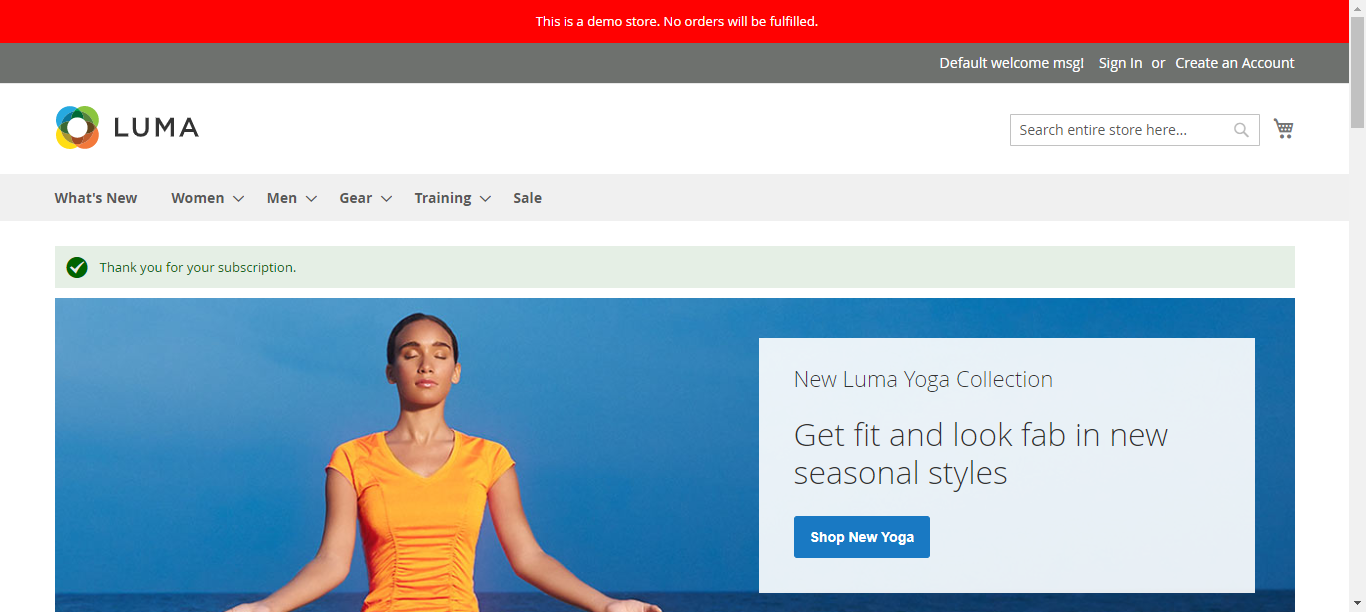 This is a demo store. No orders will be fulfilled.
Default welcome msg! Sign In or Create an Account
LUMA
Search entire store here...
What's New Women Men Gear Training Sale
Thank you for your subscription.
New Luma Yoga Collection
Get fit and look fab in new
seasonal styles
Shop New Yoga